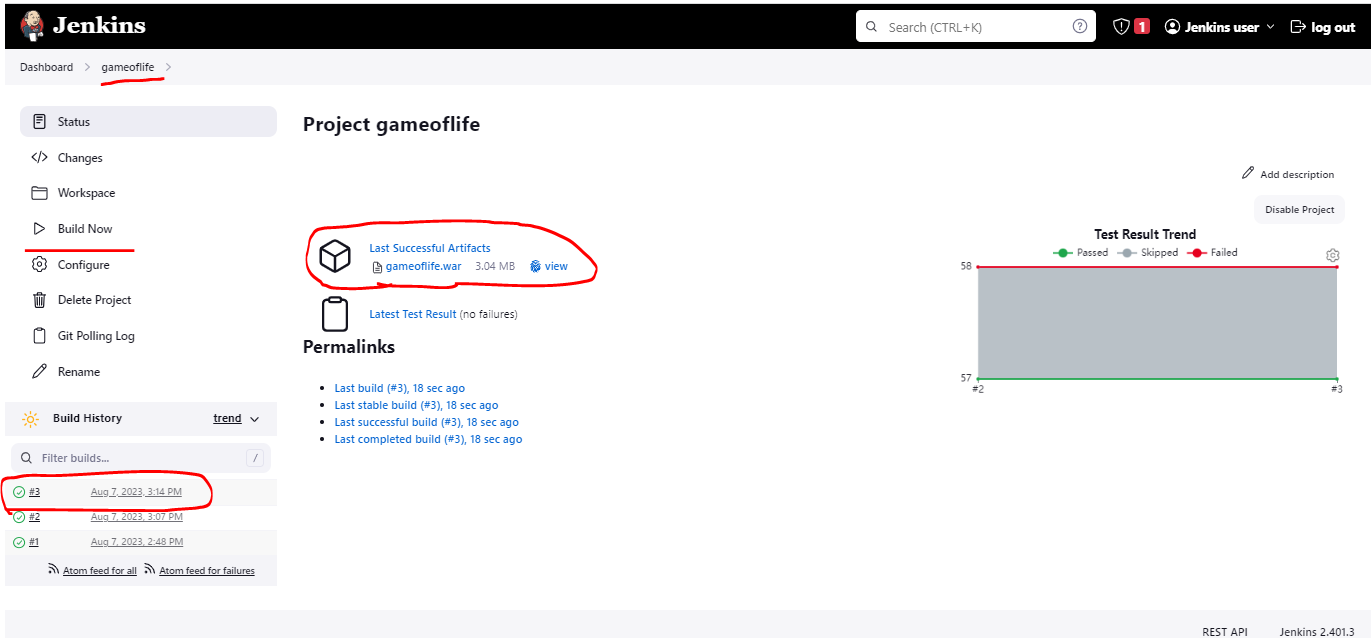 Jenkins
Search (CTRL+K)
?
1
Jenkins user
log out
Dashboard
gameoflife
Status
Changes
Workspace
Build Now
Configure
Delete Project
Git Polling Log
Rename
Build History
trend
Filter builds...
/
#3 Aug 7, 2023, 3:14 PM
#2 Aug 7, 2023, 3:07 PM
#1 Aug 7, 2023, 2:48 PM
Atom feed for all Atom feed for failures
Project gameoflife
Add description
Disable Project
Last Successful Artifacts
gameoflife.war 3.04 MB view
Latest Test Result (no failures)
Permalinks
Last build (#3), 18 sec ago
Last stable build (#3), 18 sec ago
Last successful build (#3), 18 sec ago
Last completed build (#3), 18 sec ago
Test Result Trend
Passed Skipped Failed
58
57
#2 #3
REST API Jenkins 2.401.3